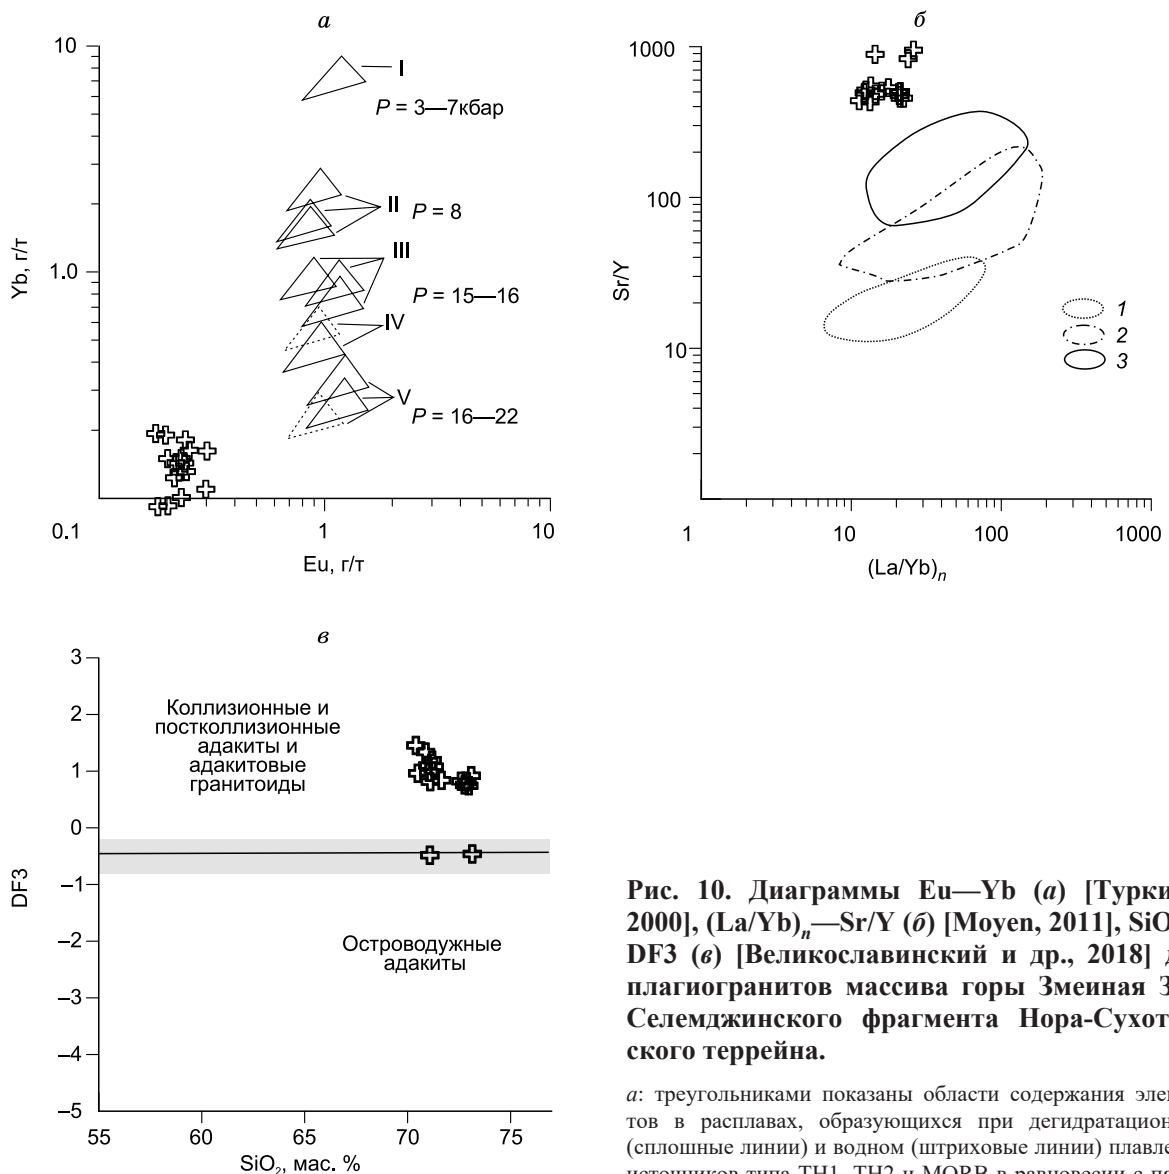 а
10
1.0
0.1
1
10
Yb, г/т
Eu, г/т
I
P = 3—7кбар
II
P = 8
III
P = 15—16
IV
V
P = 16—22
б
1000
100
10
1
10
100
1000
Sr/Y
(La/Yb)n
1
2
3
в
3
2
1
0
–1
–2
–3
–4
–5
55
60
65
70
75
DF3
SiO2, мас. %
Коллизионные и
постколлизионные
адакиты и
адакитовые
гранитоиды
Островодужные
адакиты
Рис. 10. Диаграммы Eu—Yb (а) [Турки
2000], (La/Yb)n—Sr/Y (б) [Moyen, 2011], SiO
DF3 (в) [Великославинский и др., 2018] д
плагиогранитов массива горы Змеиная З
Селемджинского фрагмента Нора-Сухот
ского террейна.
а: треугольниками показаны области содержания элем
тов в расплавах, образующихся при дегидратацион
(сплошные линии) и водном (штриховые линии) плавле
источников типа TH1, TH2 и MORB в равновесии с